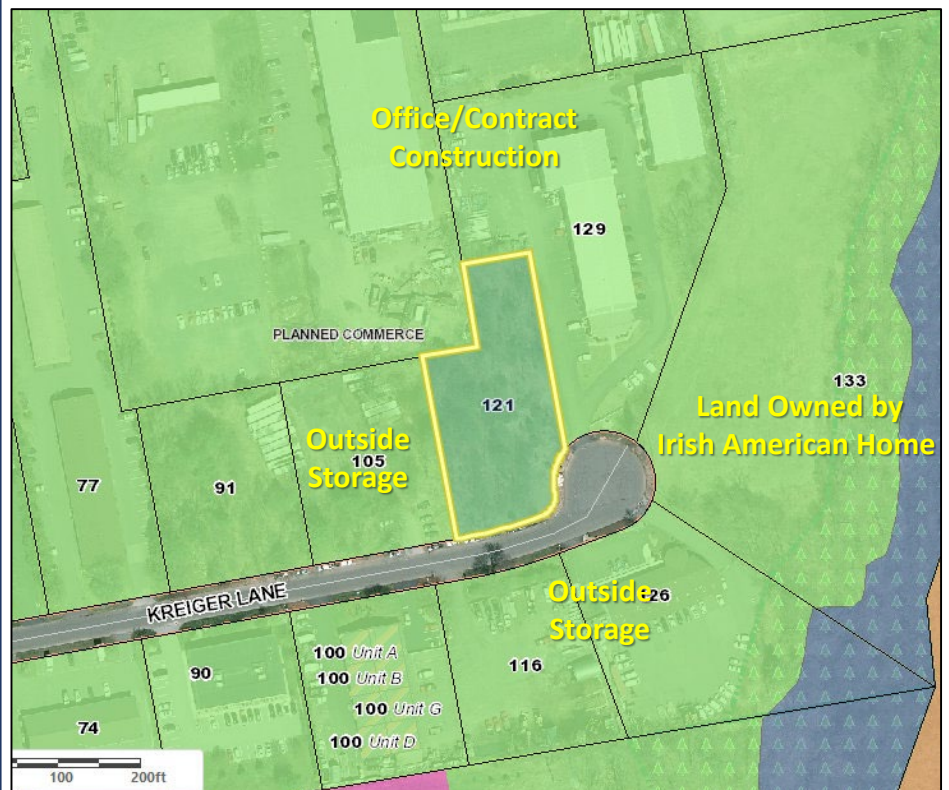 Office/Contract
Construction
129
PLANNED COMMERCE
133
121
Land Owned by
Irish American Home
Outside
105
Storage
77
91
KREIGER LANE
Outside
126
Storage
100 Unit A
90
116
100 Unit B
100 Unit G
74
100 Unit D
100
200ft